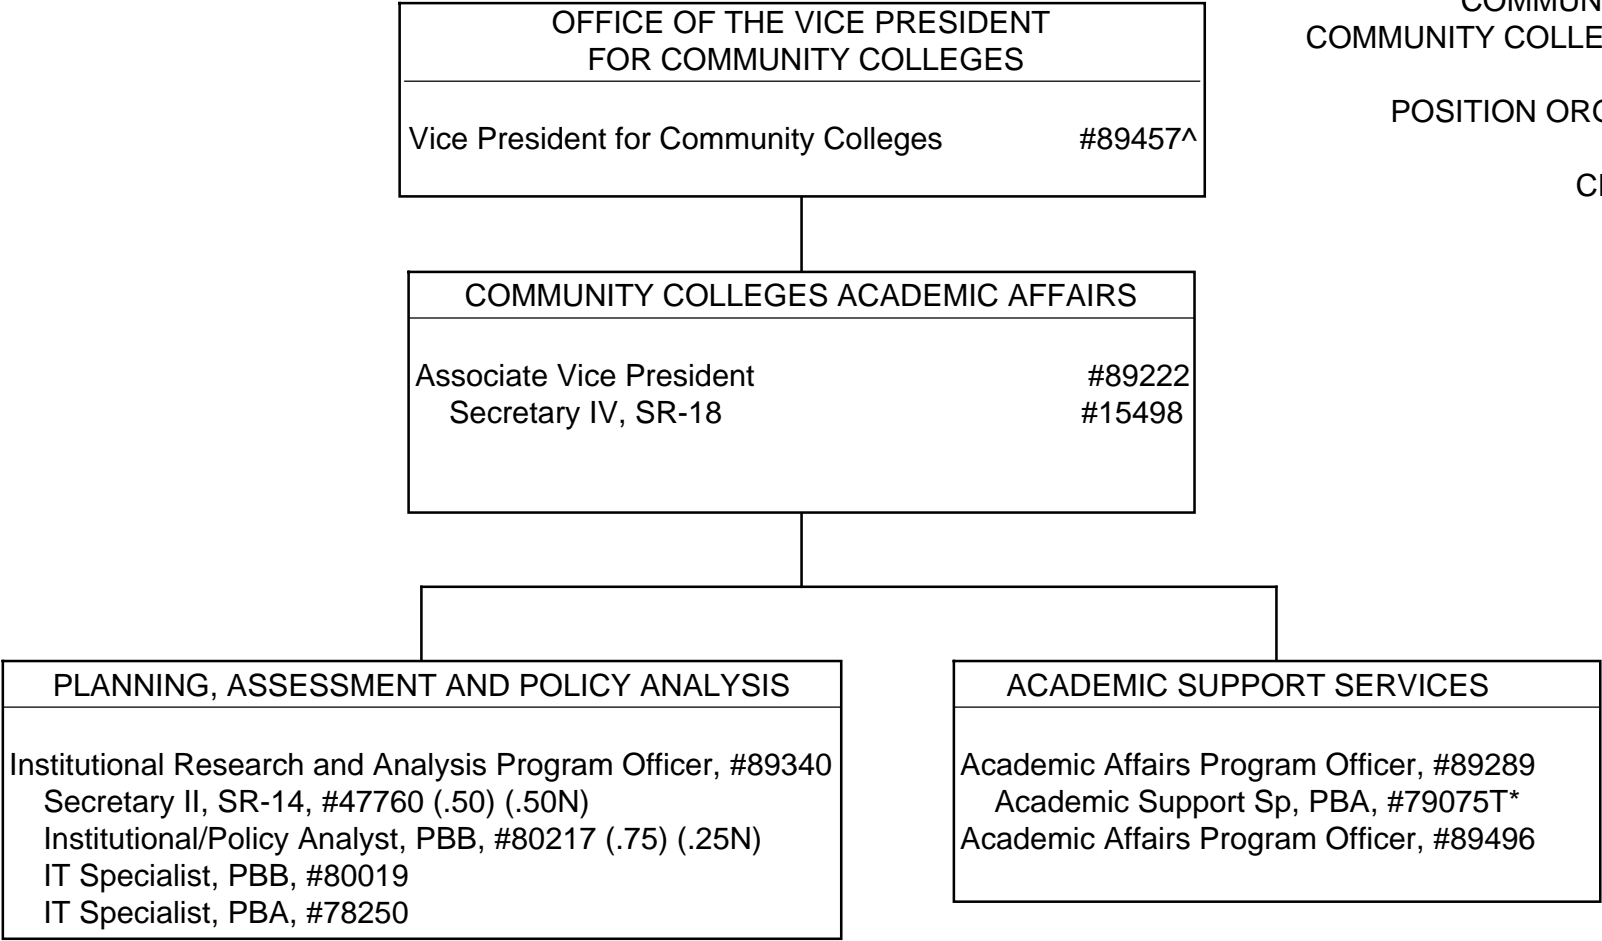 OFFICE OF THE VICE PRESIDENT
FOR COMMUNITY COLLEGES
Vice President for Community Colleges #89457^
COMMUNITY COLLEGES ACADEMIC AFFAIRS
Associate Vice President #89222
Secretary IV, SR-18 #15498
PLANNING, ASSESSMENT AND POLICY ANALYSIS
Institutional Research and Analysis Program Officer, #89340
Secretary II, SR-14, #47760 (.50) (.50N)
Institutional/Policy Analyst, PBB, #80217 (.75) (.25N)
IT Specialist, PBB, #80019
IT Specialist, PBA, #78250
ACADEMIC SUPPORT SERVICES
Academic Affairs Program Officer, #89289
Academic Support Sp, PBA, #79075T*
Academic Affairs Program Officer, #89496
COMMUNITY
POSITION